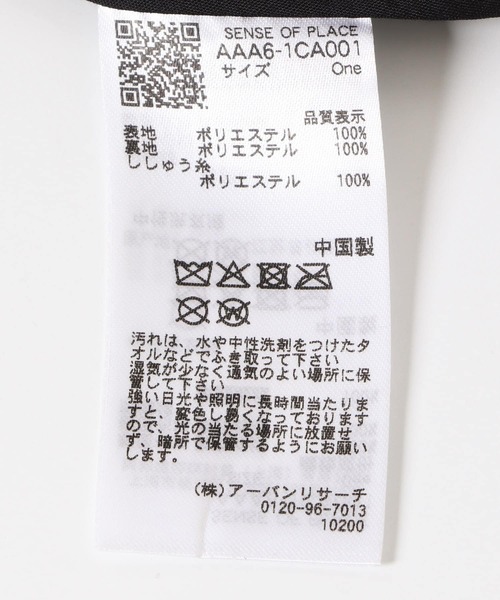 SENSE OF PLACE
AAA6-1CA001
サイズ One
品質表示
表地 ポリエステル 100%
裏地 ポリエステル 100%
ししゅう糸
ポリエステル 100%
中国製
汚れは、水や中性洗剤をつけたタ
オルなどでふき取って下さい
湿気が少なく通気のよい場所に保
管して下さい
強い日光や照明に長時間当たりま
すと、変色し易くなっております
ので、光の当たる場所に放置せ
ず、暗所で保管するようにお願い
します。
(株)アーバンリサーチ
0120-96-7013
10200